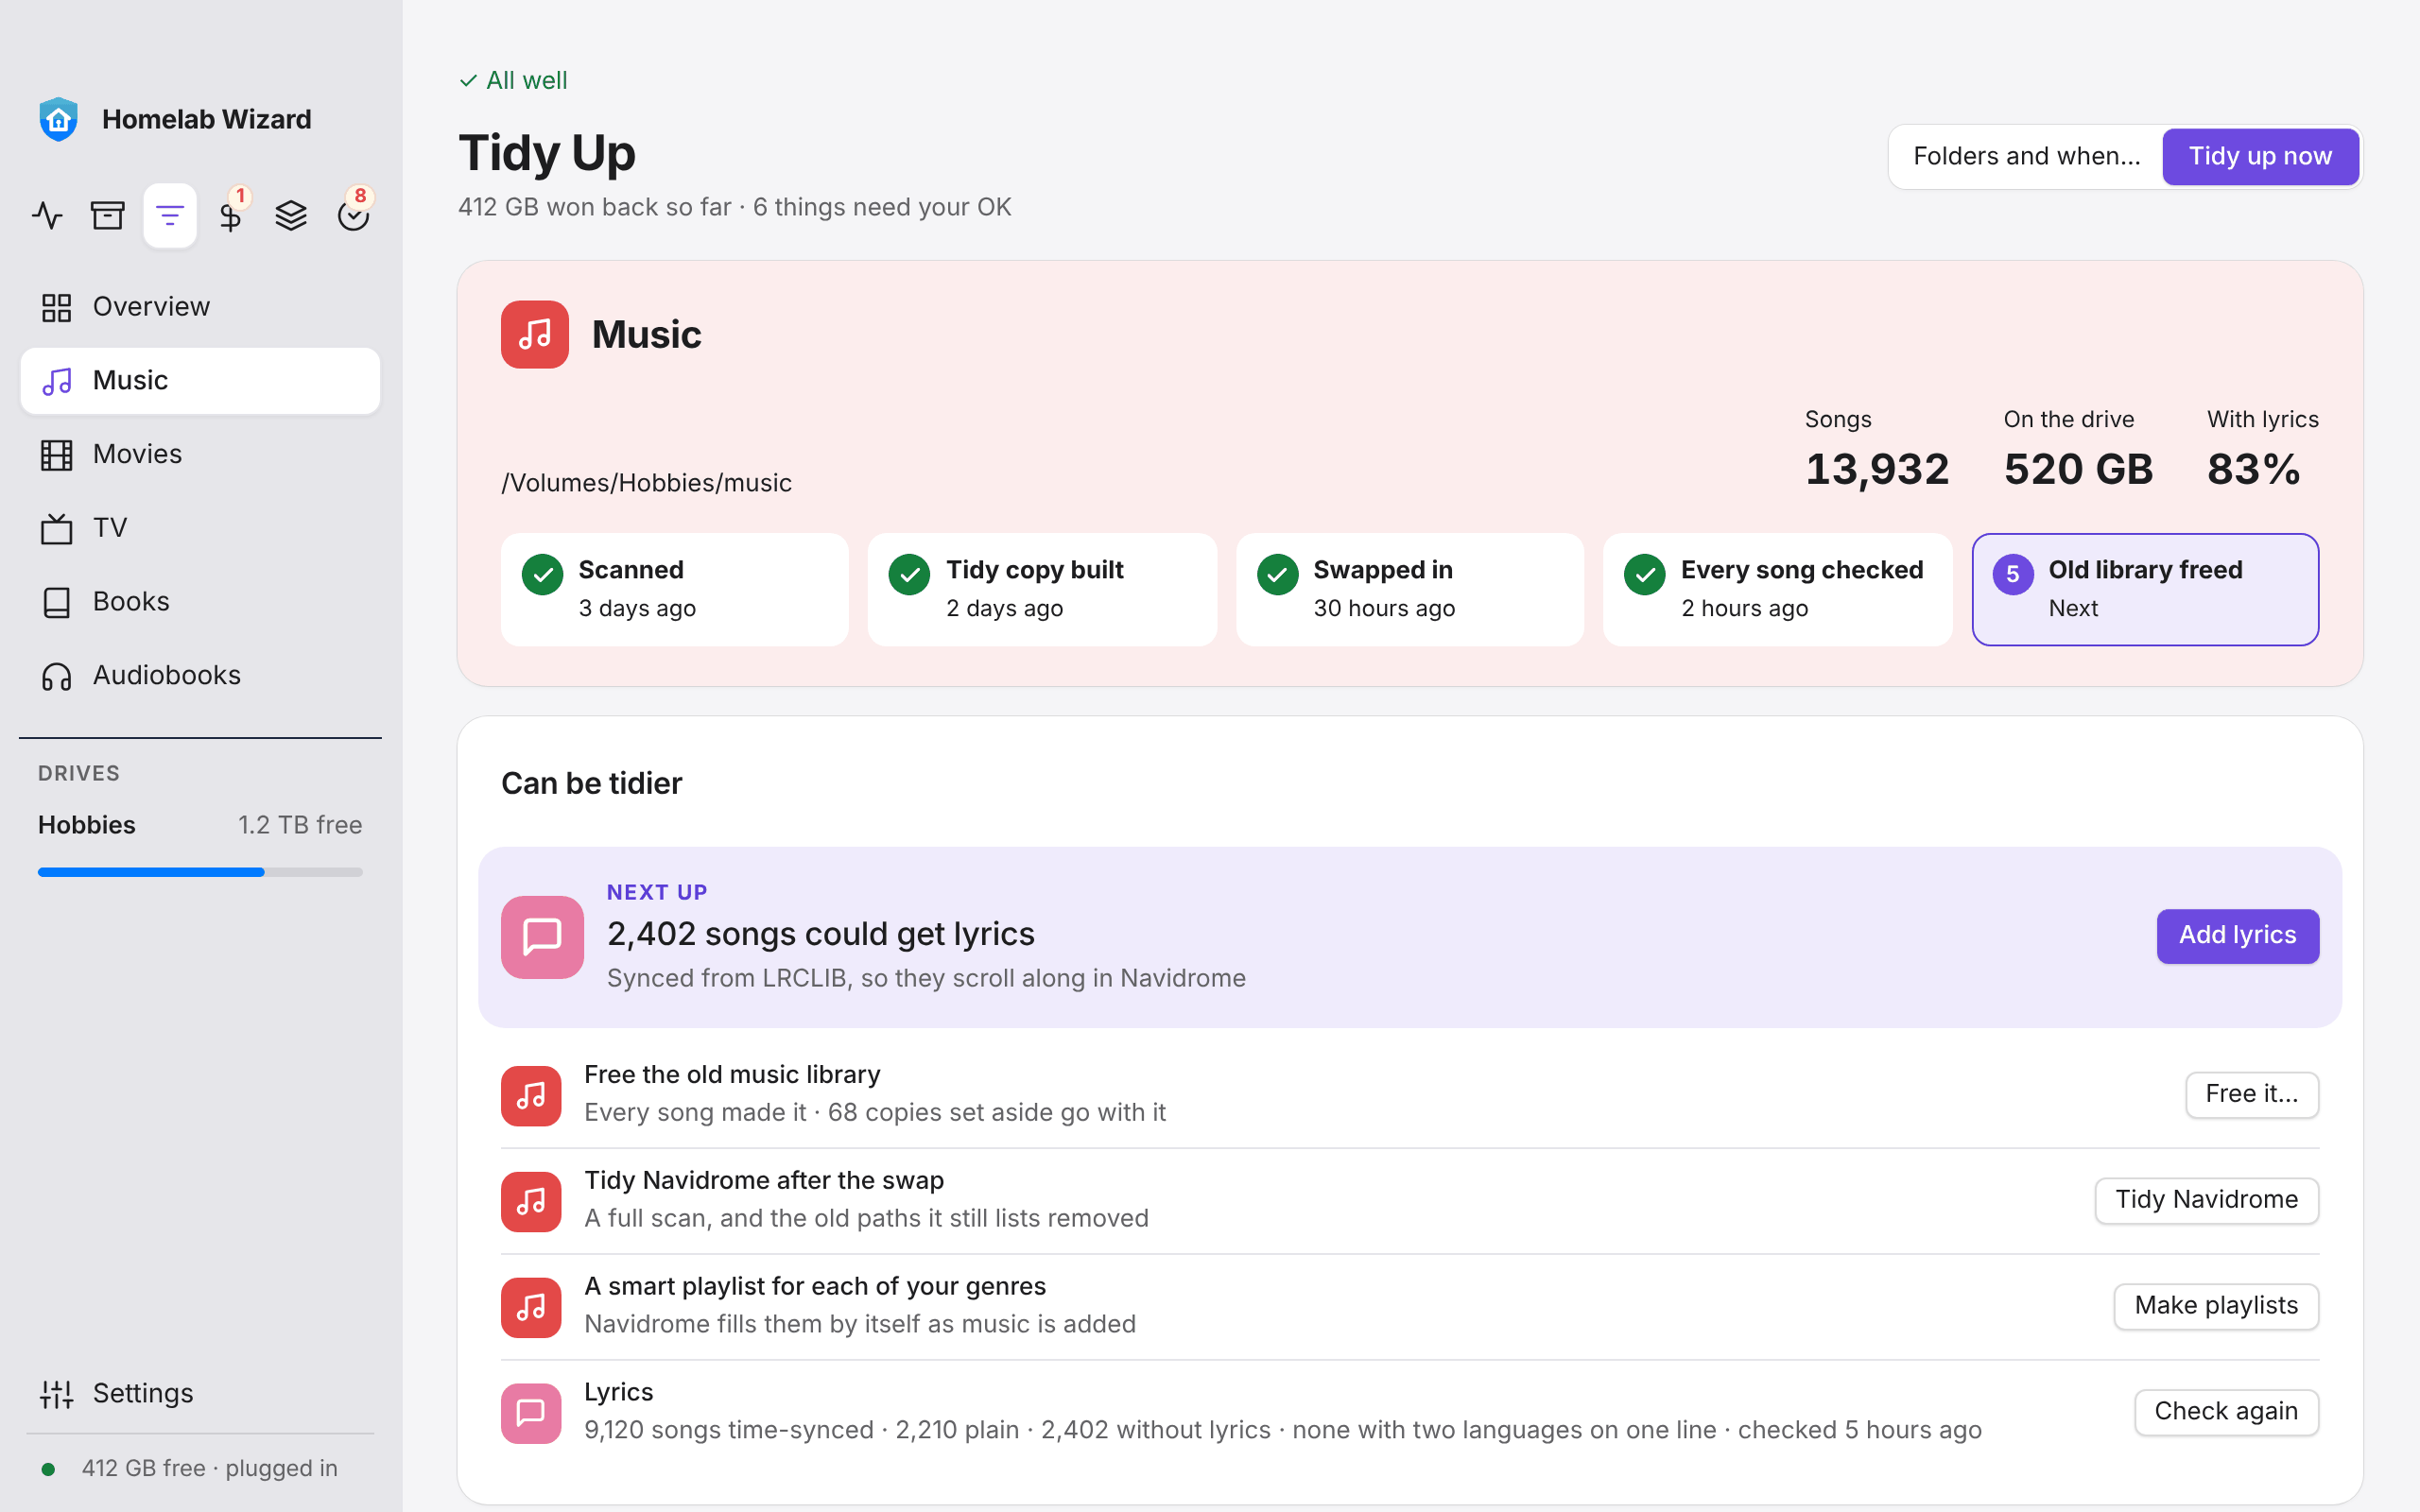 Homelab Wizard
1
8
Overview
Music
Movies
TV
Books
Audiobooks
DRIVES
Hobbies 1.2 TB free
Settings
412 GB free · plugged in
All well
Tidy Up
412 GB won back so far · 6 things need your OK
Folders and when... Tidy up now
Music
/Volumes/Hobbies/music
Songs On the drive With lyrics
13,932 520 GB 83%
Scanned
3 days ago
Tidy copy built
2 days ago
Swapped in
30 hours ago
Every song checked
2 hours ago
5 Old library freed
Next
Can be tidier
NEXT UP
2,402 songs could get lyrics
Synced from LRCLIB, so they scroll along in Navidrome
Add lyrics
Free the old music library
Every song made it · 68 copies set aside go with it
Free it...
Tidy Navidrome after the swap
A full scan, and the old paths it still lists removed
Tidy Navidrome
A smart playlist for each of your genres
Navidrome fills them by itself as music is added
Make playlists
Lyrics
9,120 songs time-synced · 2,210 plain · 2,402 without lyrics · none with two languages on one line · checked 5 hours ago
Check again